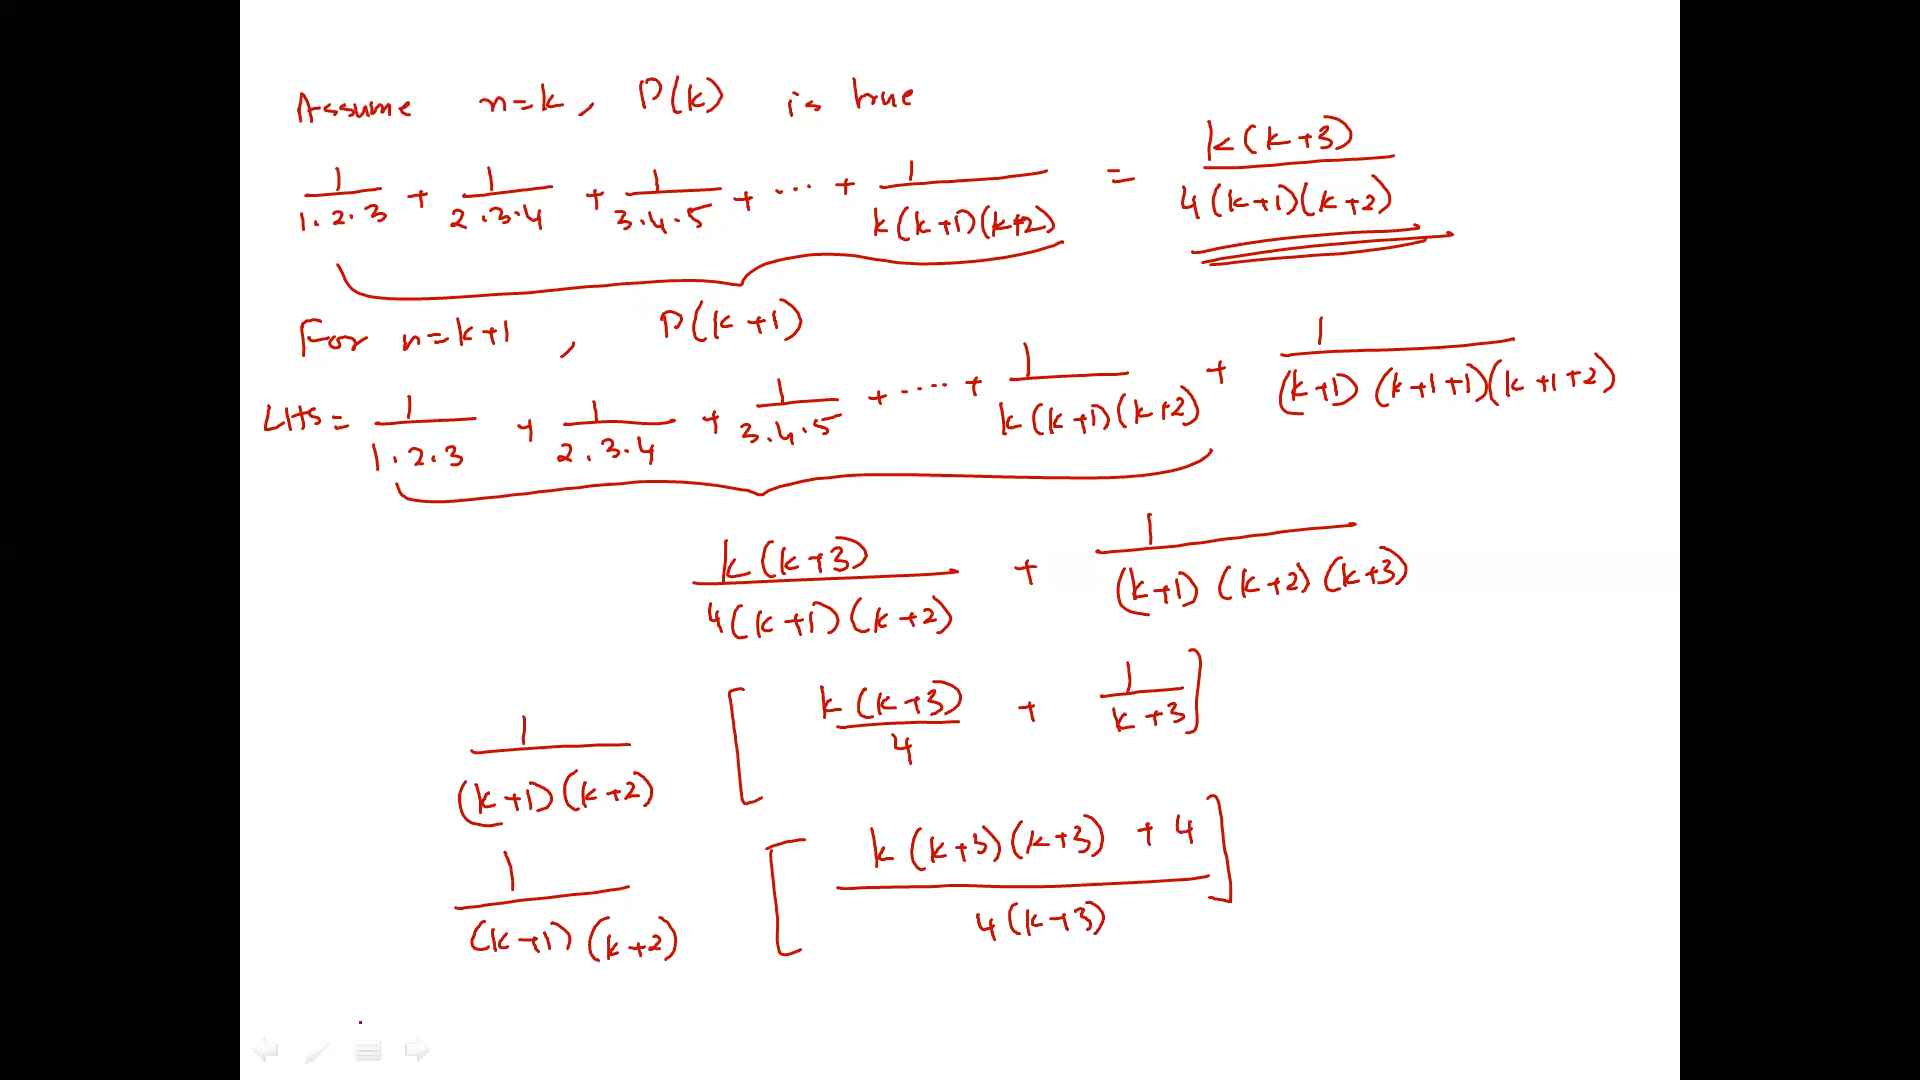 Assume n=k, P(k) is true
1/(1.2.3) + 1/(2.3.4) + 1/(3.4.5) + ... + 1/(k(k+1)(k+2)) = k(k+3)/(4(k+1)(k+2))
For n=k+1, P(k+1)
LHS = 1/(1.2.3) + 1/(2.3.4) + 1/(3.4.5) + .... + 1/(k(k+1)(k+2)) + 1/((k+1)(k+1+1)(k+1+2))
k(k+3)/(4(k+1)(k+2)) + 1/((k+1)(k+2)(k+3))
1/((k+1)(k+2)) [ k(k+3)/4 + 1/(k+3) ]
1/((k+1)(k+2)) [ (k(k+3)(k+3) + 4)/(4(k+3)) ]